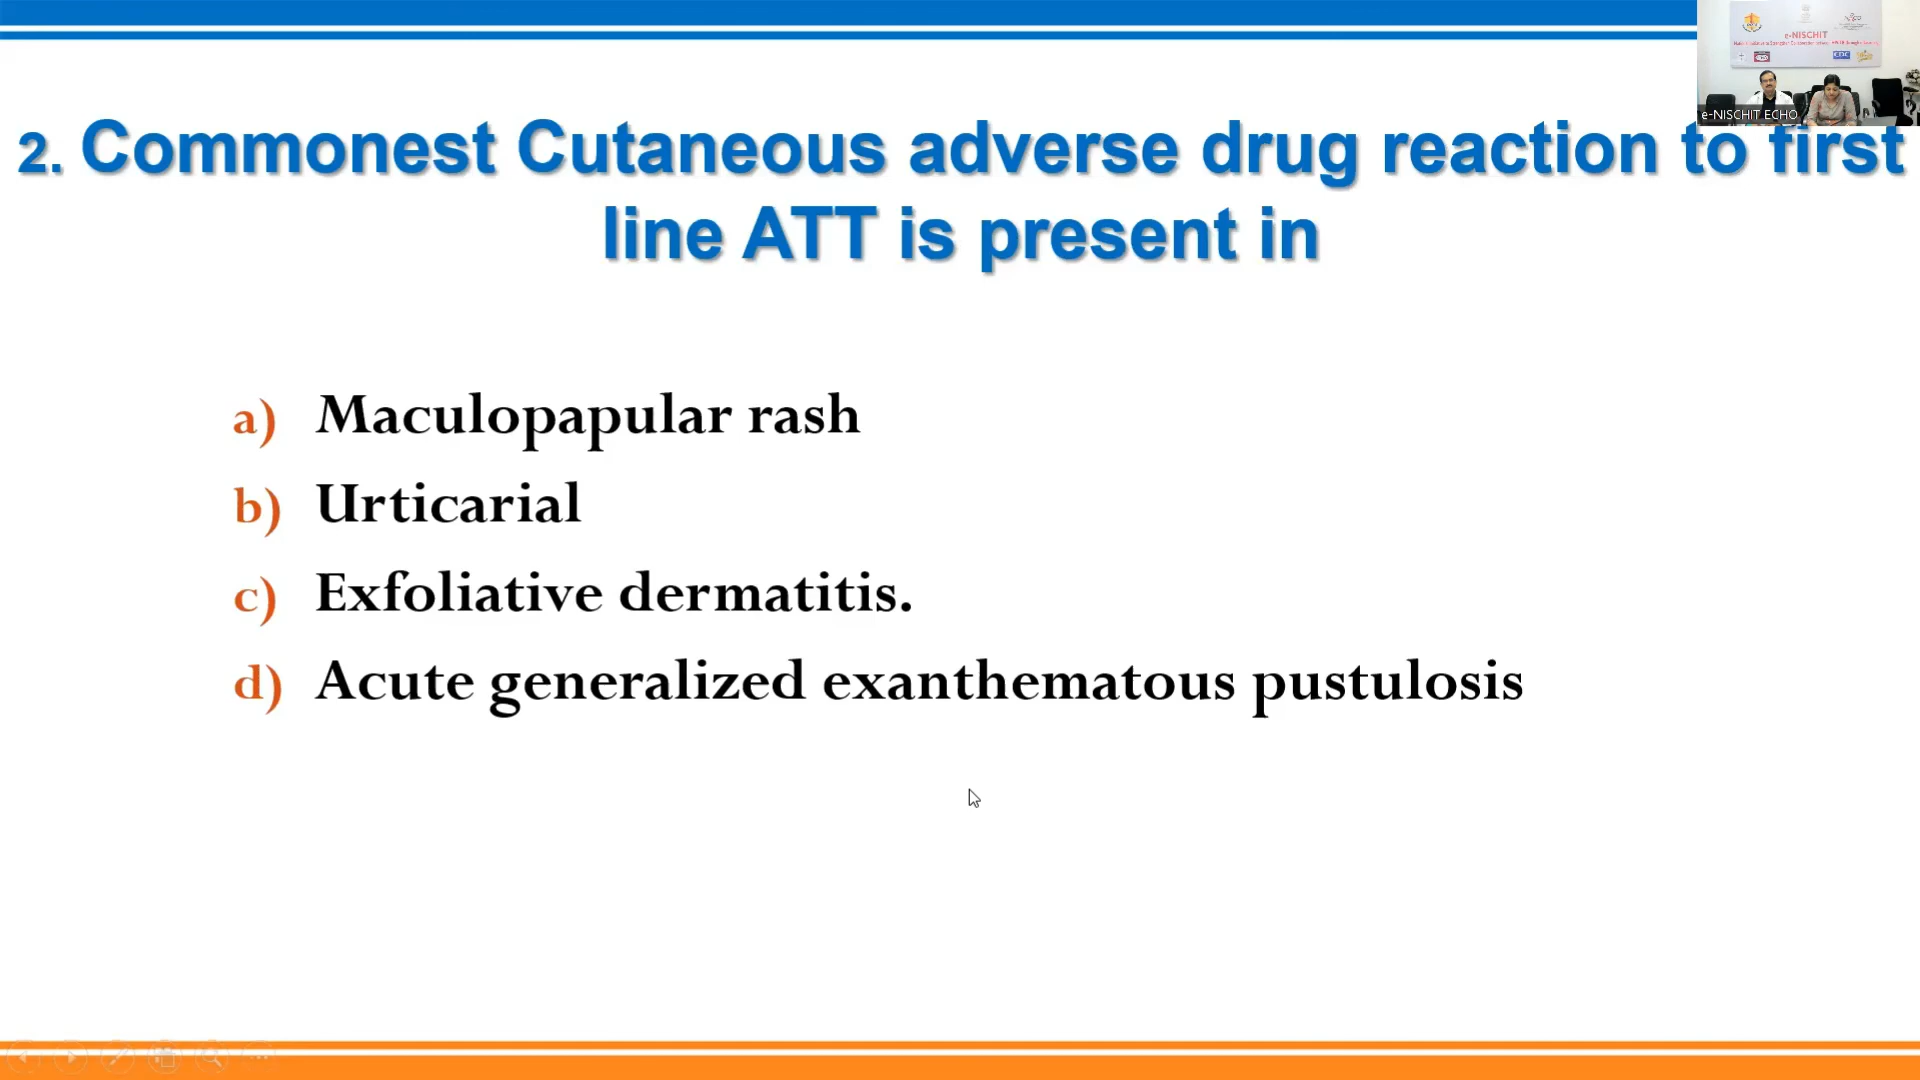 e-NISCHIT
CDC
e-NISCHIT ECHO
2. Commonest Cutaneous adverse drug reaction to first
line ATT is present in
a) Maculopapular rash
b) Urticarial
c) Exfoliative dermatitis.
d) Acute generalized exanthematous pustulosis